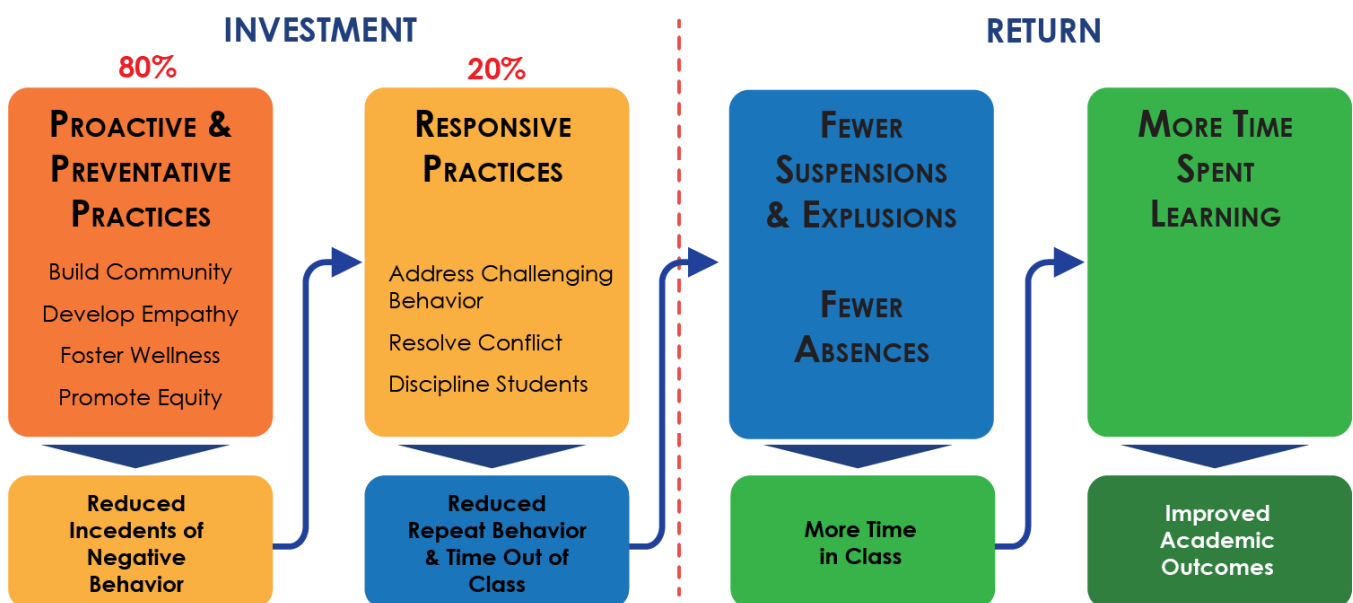 INVESTMENT
80%
PROACTIVE &
PREVENTATIVE
PRACTICES
Build Community
Develop Empathy
Foster Wellness
Promote Equity
Reduced
Incedents of
Negative
Behavior
20%
RESPONSIVE
PRACTICES
Address Challenging
Behavior
Resolve Conflict
Discipline Students
Reduced
Repeat Behavior
& Time Out of
Class
RETURN
FEWER
SUSPENSIONS
& EXPLUSIONS
FEWER
ABSENCES
More Time
in Class
MORE TIME
SPENT
LEARNING
Improved
Academic
Outcomes